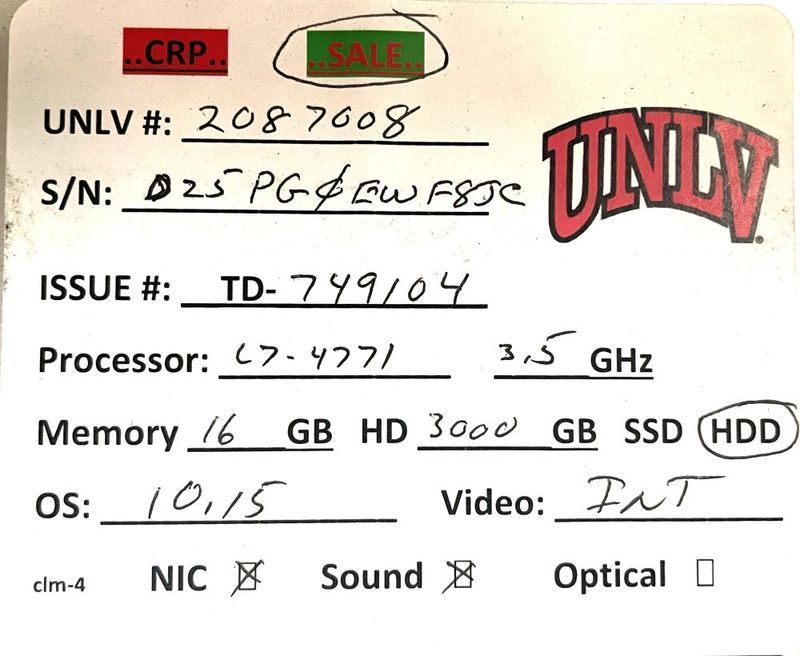 ..CRP.. ..SALE..
UNLV #: 2087008
UNLV
S/N: D25PGØEWF8JC
ISSUE #: TD-749104
Processor: i7-4771 3.5 GHz
Memory 16 GB HD 3000 GB SSD HDD
OS: 10.15 Video: INT
clm-4 NIC ☒ Sound ☒ Optical ☐